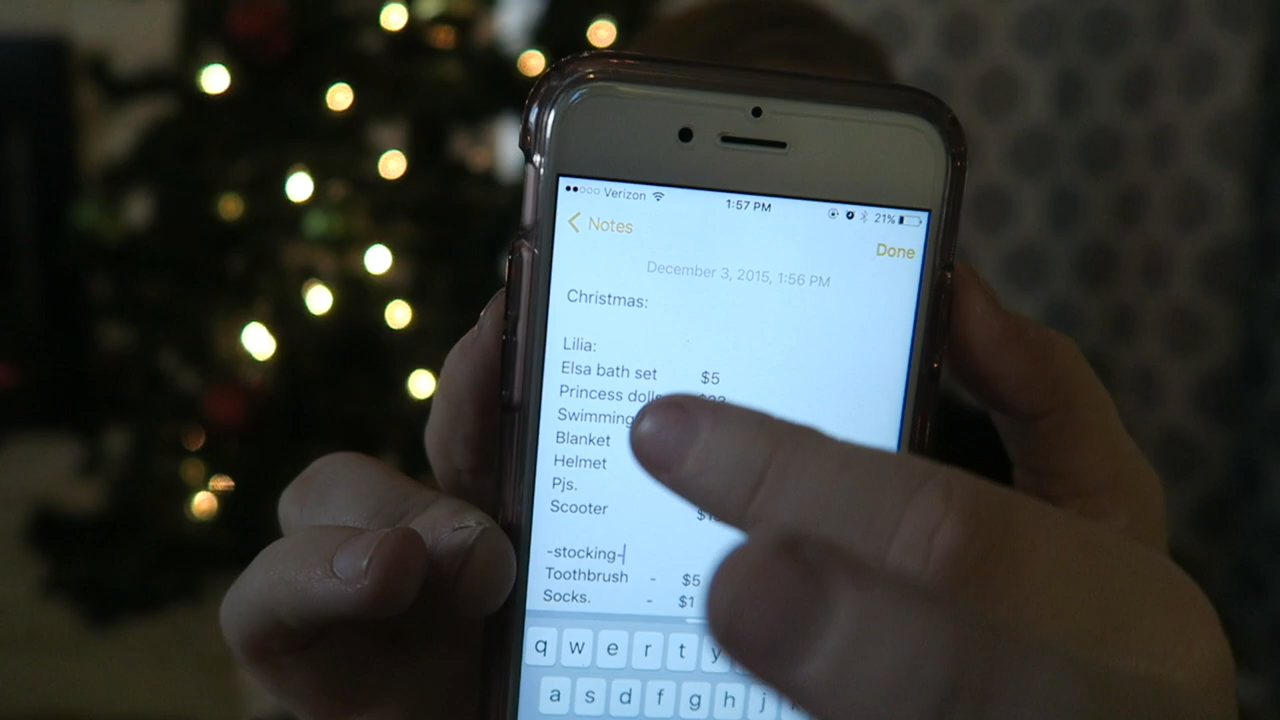 Verizon 1:57 PM 21%
Notes
Done
December 3, 2015, 1:56 PM
Christmas:
Lilia:
Elsa bath set $5
Princess dolls
Swimming
Blanket
Helmet
Pjs.
Scooter
-stocking-
Toothbrush - $5
Socks. - $1
q w e r t y
a s d f g h j